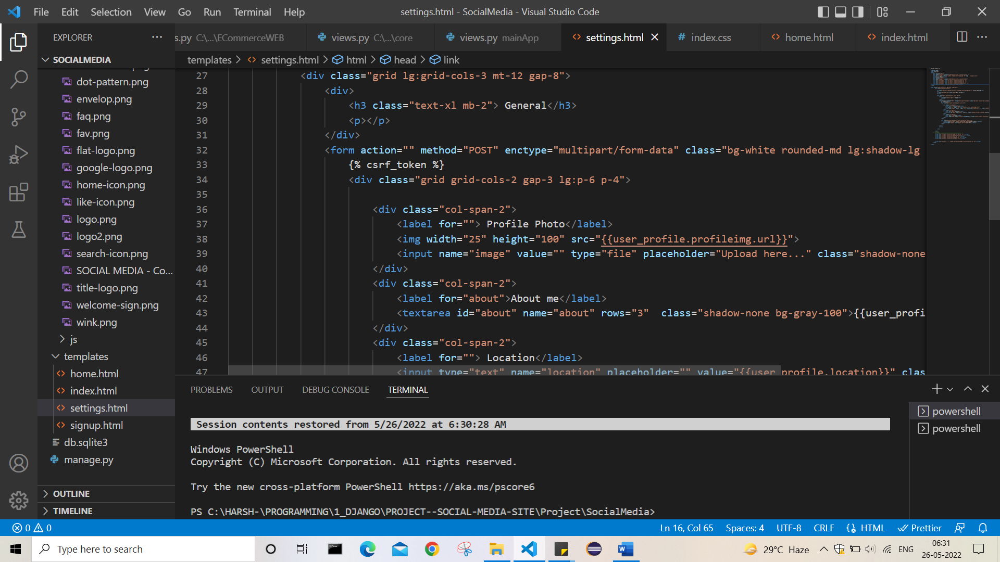 File Edit Selection View Go Run Terminal Help
settings.html - SocialMedia - Visual Studio Code
EXPLORER
s.py C:\...\ECommerceWEB
views.py C:\...\core
views.py mainApp
settings.html
index.css
home.html
index.html
SOCIALMEDIA
templates > settings.html > html > head > link
dot-pattern.png
envelop.png
faq.png
fav.png
flat-logo.png
google-logo.png
home-icon.png
like-icon.png
logo.png
logo2.png
search-icon.png
SOCIAL MEDIA - Co...
title-logo.png
welcome-sign.png
wink.png
js
templates
home.html
index.html
settings.html
signup.html
db.sqlite3
manage.py
OUTLINE
TIMELINE
27 <div class="grid lg:grid-cols-3 mt-12 gap-8">
28 <div>
29 <h3 class="text-xl mb-2"> General</h3>
30 <p></p>
31 </div>
32 <form action="" method="POST" enctype="multipart/form-data" class="bg-white rounded-md lg:shadow-lg
33 {% csrf_token %}
34 <div class="grid grid-cols-2 gap-3 lg:p-6 p-4">
35
36 <div class="col-span-2">
37 <label for=""> Profile Photo</label>
38 <img width="25" height="100" src="{{user_profile.profileimg.url}}">
39 <input name="image" value="" type="file" placeholder="Upload here..." class="shadow-none
40 </div>
41 <div class="col-span-2">
42 <label for="about">About me</label>
43 <textarea id="about" name="about" rows="3"  class="shadow-none bg-gray-100">{{user_profi
44 </div>
45 <div class="col-span-2">
46 <label for=""> Location</label>
47 <input type="text" name="location" placeholder="" value="{{user_profile.location}}" clas
PROBLEMS OUTPUT DEBUG CONSOLE TERMINAL
Session contents restored from 5/26/2022 at 6:30:28 AM
Windows PowerShell
Copyright (C) Microsoft Corporation. All rights reserved.
Try the new cross-platform PowerShell https://aka.ms/pscore6
PS C:\HARSH-\PROGRAMMING\1_DJANGO\PROJECT--SOCIAL-MEDIA-SITE\Project\SocialMedia>
powershell
powershell
0 0
Ln 16, Col 65 Spaces: 4 UTF-8 CRLF HTML Prettier
Type here to search
29°C Haze
ENG
06:31
26-05-2022